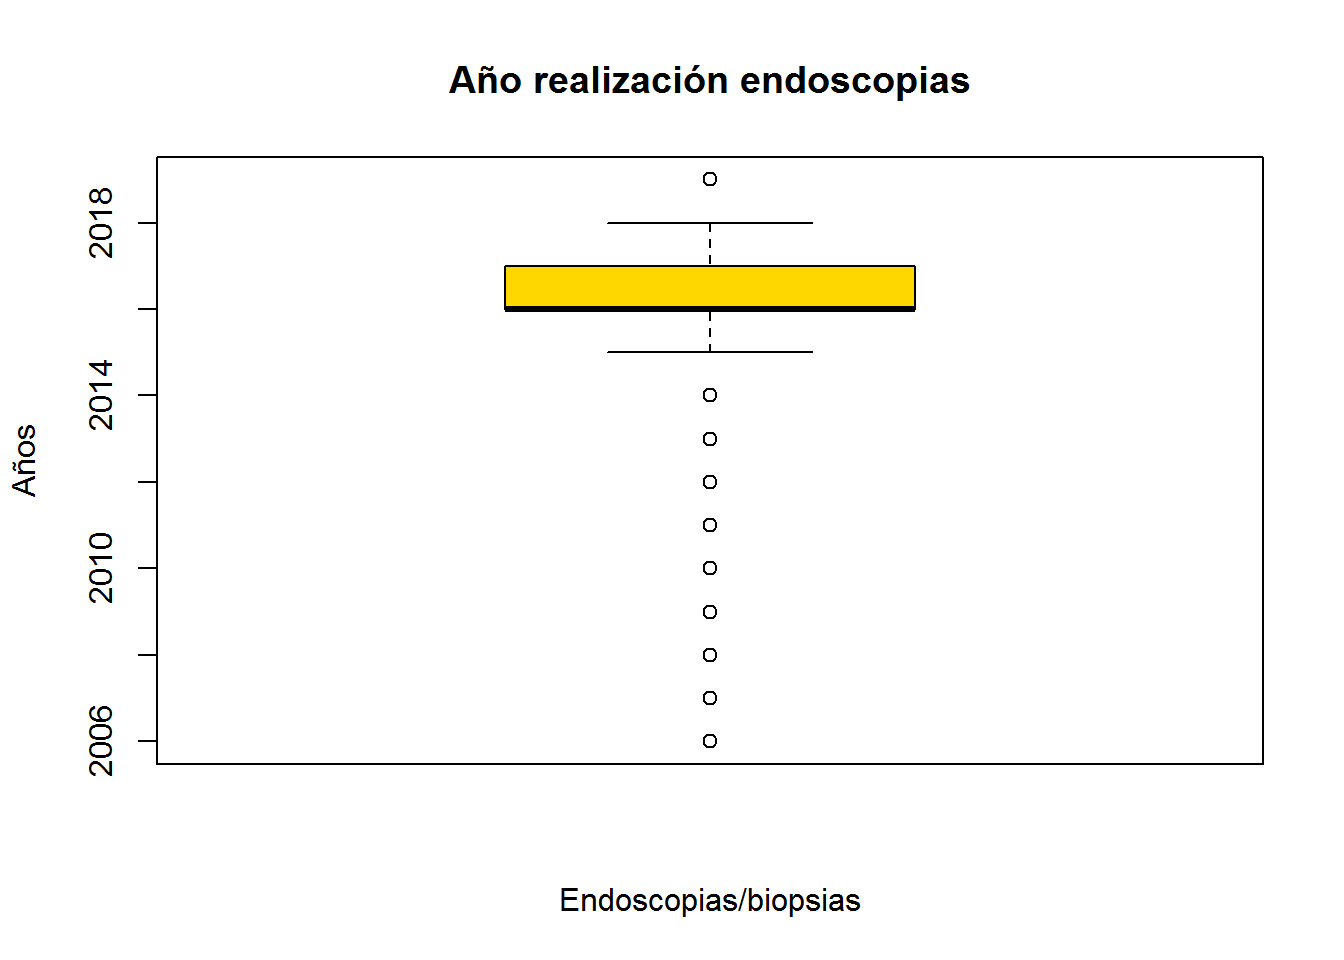 Año realización endoscopias
Años
2018
2014
2010
2006
Endoscopias/biopsias